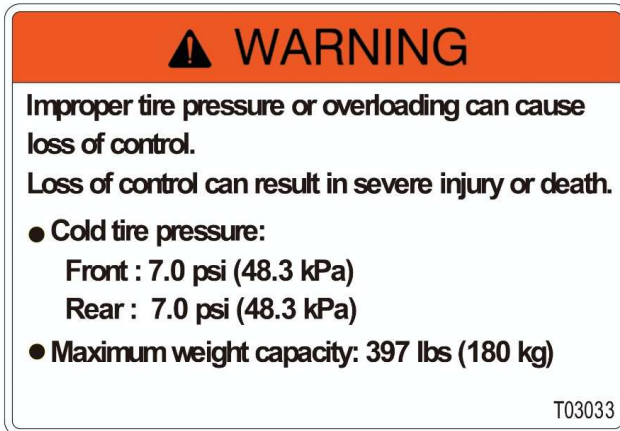 WARNING
Improper tire pressure or overloading can cause
loss of control.
Loss of control can result in severe injury or death.
● Cold tire pressure:
Front : 7.0 psi (48.3 kPa)
Rear : 7.0 psi (48.3 kPa)
● Maximum weight capacity: 397 lbs (180 kg)
T03033